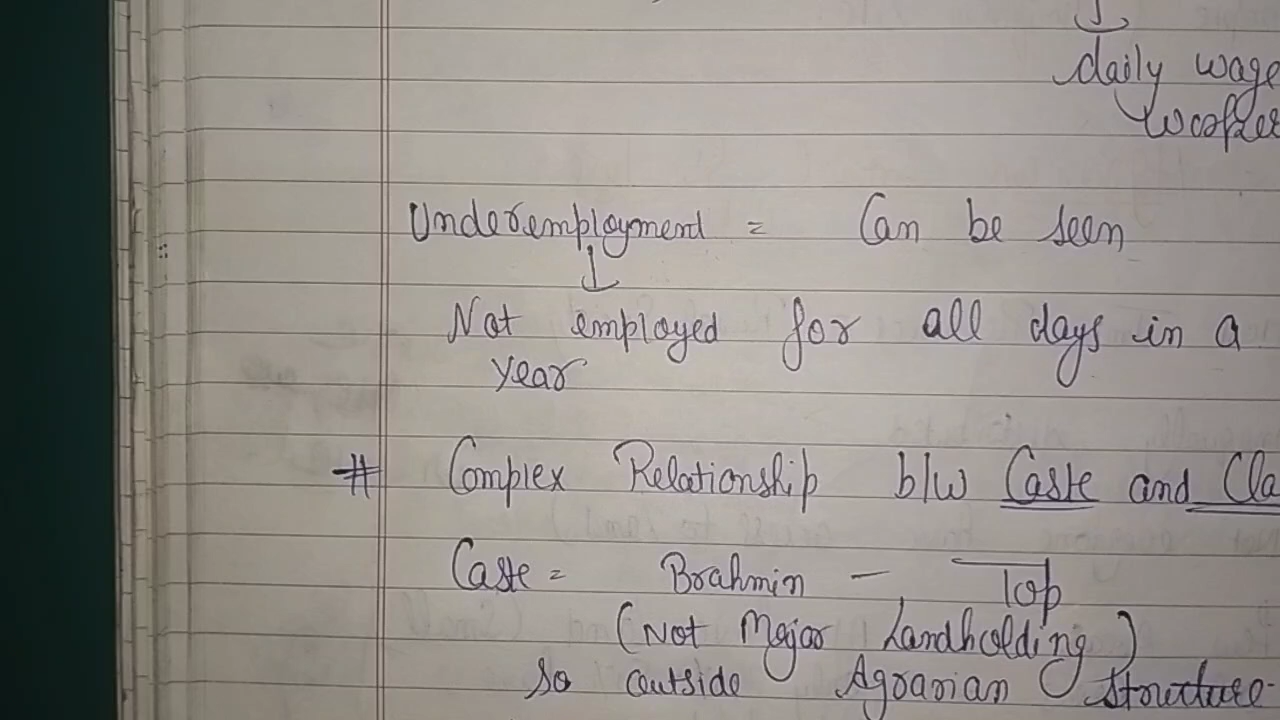 daily wage
Underemployment = Can be seen
↓
Not employed for all days in a
year
# Complex Relationship b/w Caste and Cla
Caste = Brahmin - Top
(Not Major Landholding)
So outside Agrarian Structure